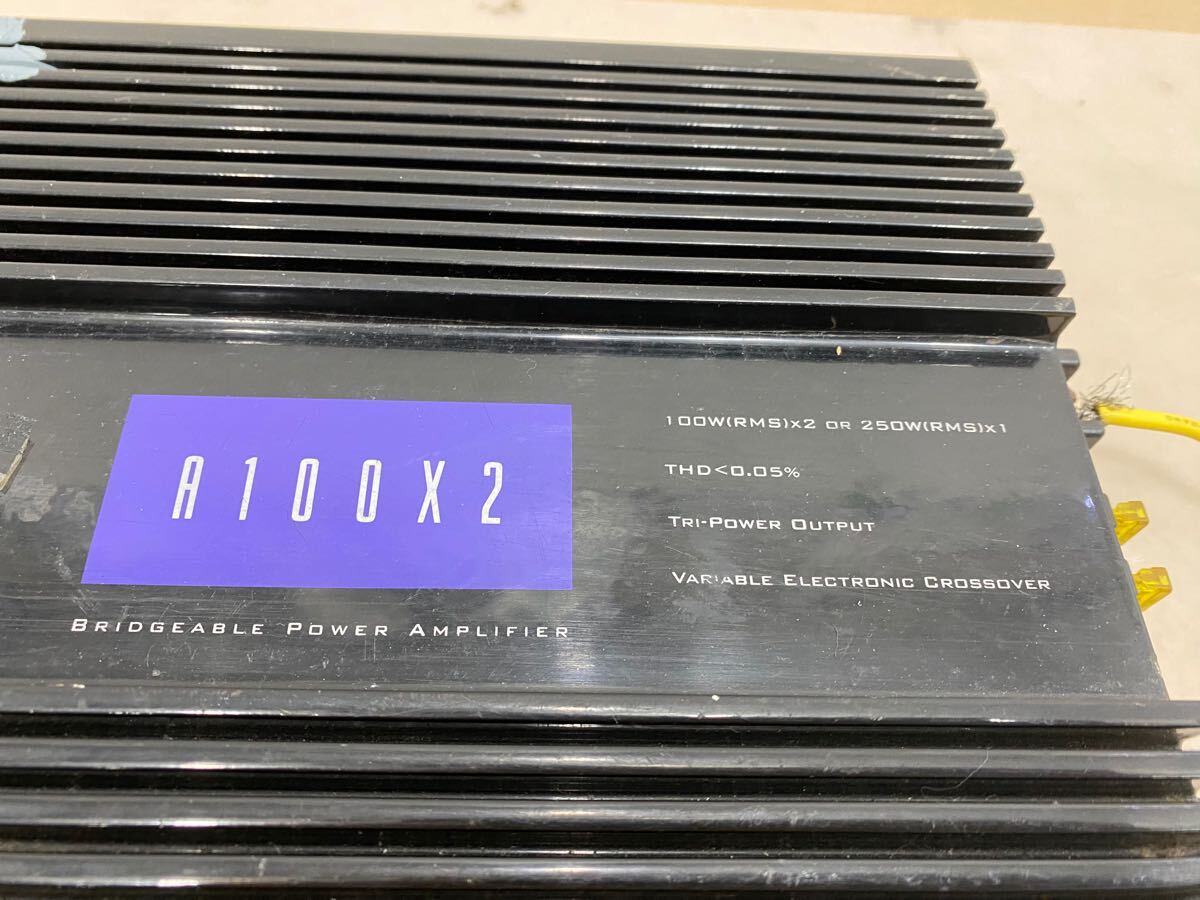 A100X2
BRIDGEABLE POWER AMPLIFIER
100W(RMS)X2 OR 250W(RMS)X1
THD<0.05%
TRI-POWER OUTPUT
VARIABLE ELECTRONIC CROSSOVER